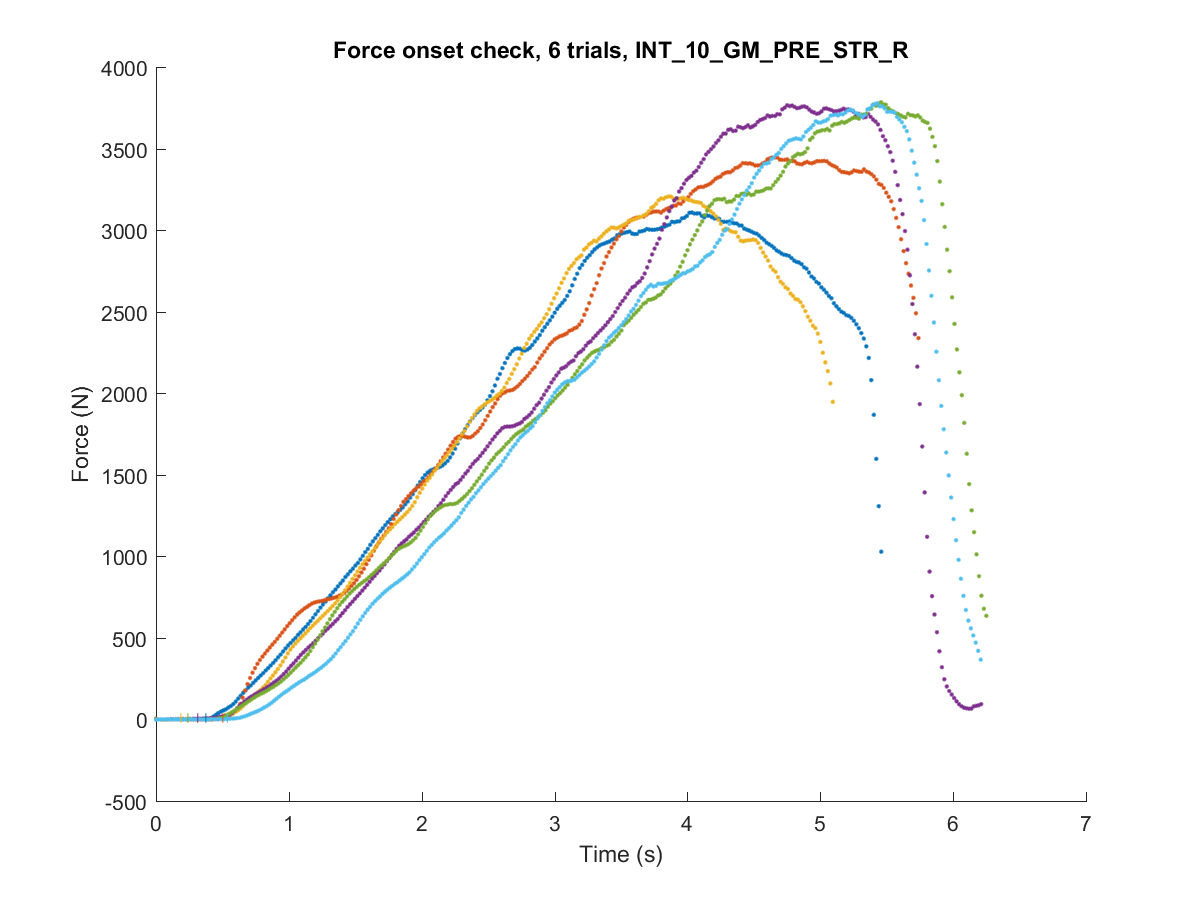 Force onset check, 6 trials, INT_10_GM_PRE_STR_R
4000
3500
3000
2500
2000
1500
1000
500
0
-500
Force (N)
0 1 2 3 4 5 6 7
Time (s)